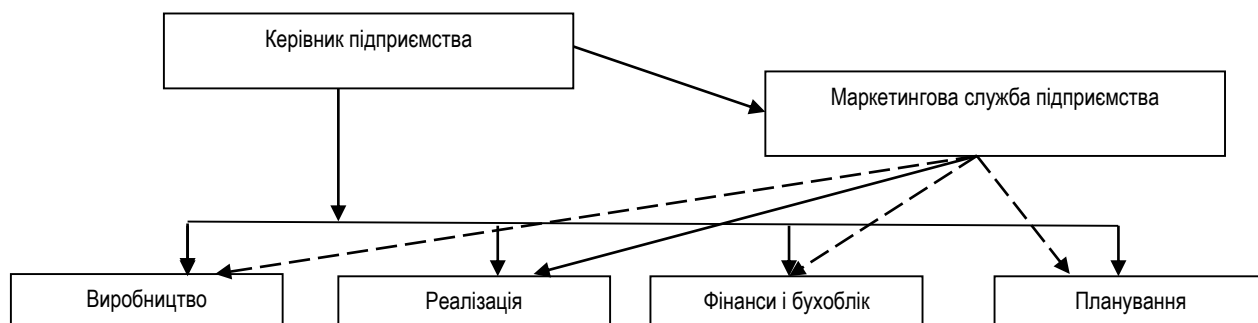 Керівник підприємства
Маркетингова служба підприємства
Виробництво
Реалізація
Фінанси і бухоблік
Планування